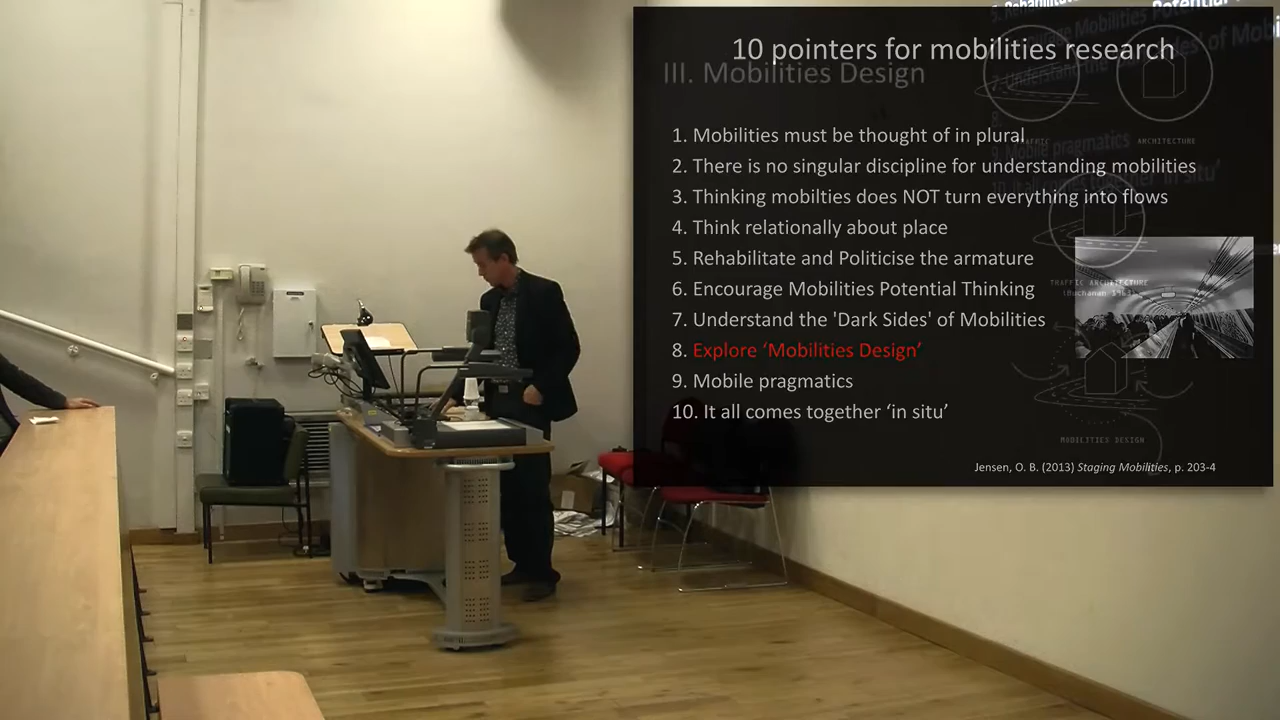 10 pointers for mobilities research
III. Mobilities Design
1. Mobilities must be thought of in plural
2. There is no singular discipline for understanding mobilities
3. Thinking mobilties does NOT turn everything into flows
4. Think relationally about place
5. Rehabilitate and Politicise the armature
6. Encourage Mobilities Potential Thinking
7. Understand the 'Dark Sides' of Mobilities
8. Explore ‘Mobilities Design’
9. Mobile pragmatics
10. It all comes together ‘in situ’
ARCHITECTURE
TRAFFIC ARCHITECTURE
MOBILITIES DESIGN
Jensen, O. B. (2013) Staging Mobilities, p. 203-4